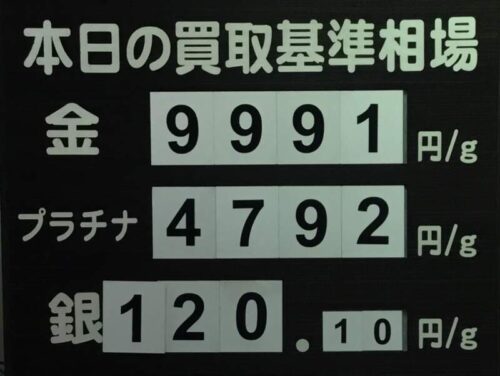 本日の買取基準相場
金 9991 円/g
プラチナ 4792 円/g
銀 120.10 円/g